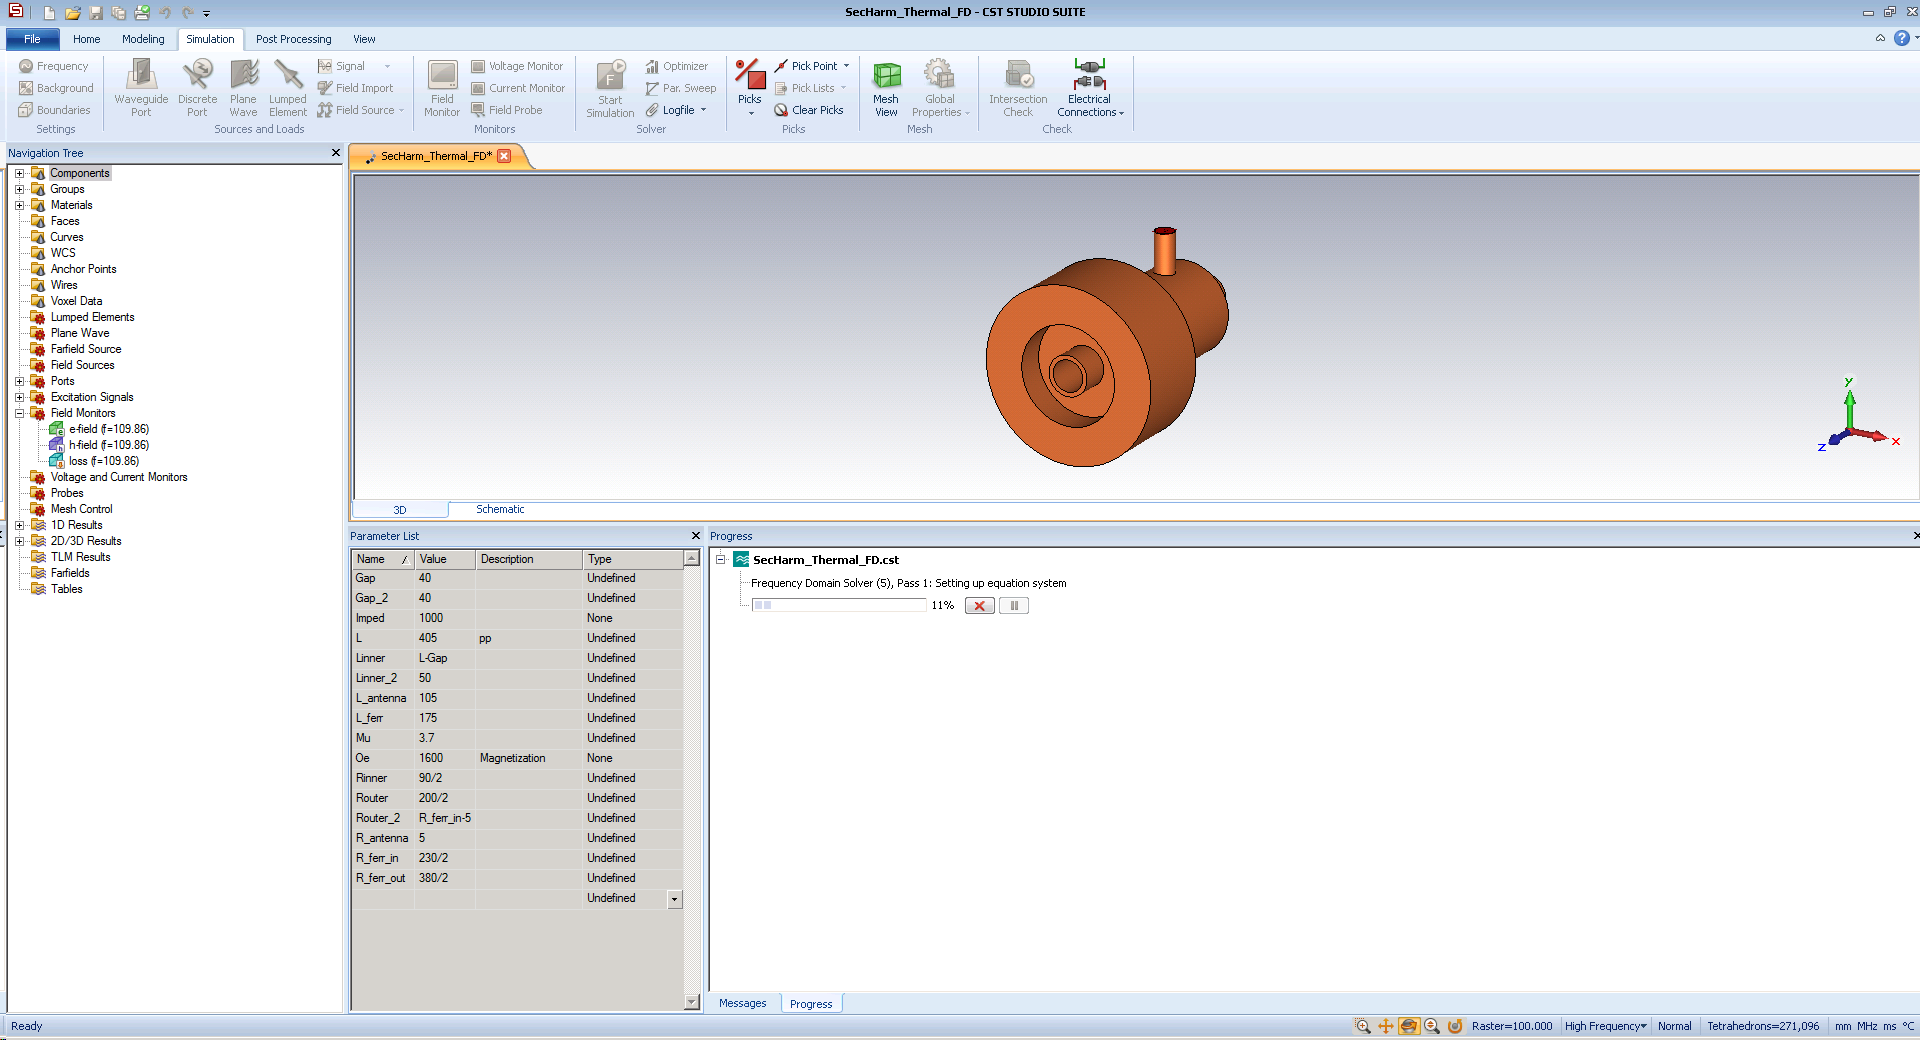 SecHarm_Thermal_FD - CST STUDIO SUITE
File Home Modeling Simulation Post Processing View
Frequency
Background
Boundaries
Settings
Waveguide Port
Discrete Port
Plane Wave
Lumped Element
Signal
Field Import
Field Source
Sources and Loads
Field Monitor
Voltage Monitor
Current Monitor
Field Probe
Monitors
Start Simulation
Optimizer
Par. Sweep
Logfile
Solver
Picks
Pick Point
Pick Lists
Clear Picks
Picks
Mesh View
Global Properties
Mesh
Intersection Check
Electrical Connections
Check
Navigation Tree
Components
Groups
Materials
Faces
Curves
WCS
Anchor Points
Wires
Voxel Data
Lumped Elements
Plane Wave
Farfield Source
Field Sources
Ports
Excitation Signals
Field Monitors
e-field (f=109.86)
h-field (f=109.86)
loss (f=109.86)
Voltage and Current Monitors
Probes
Mesh Control
1D Results
2D/3D Results
TLM Results
Farfields
Tables
SecHarm_Thermal_FD*
y
x
z
3D Schematic
Parameter List
Name Value Description Type
Gap 40 Undefined
Gap_2 40 Undefined
Imped 1000 None
L 405 pp Undefined
Linner L-Gap Undefined
Linner_2 50 Undefined
L_antenna 105 Undefined
L_ferr 175 Undefined
Mu 3.7 Undefined
Oe 1600 Magnetization None
Rinner 90/2 Undefined
Router 200/2 Undefined
Router_2 R_ferr_in-5 Undefined
R_antenna 5 Undefined
R_ferr_in 230/2 Undefined
R_ferr_out 380/2 Undefined
Undefined
Progress
SecHarm_Thermal_FD.cst
Frequency Domain Solver (5), Pass 1: Setting up equation system
11%
Messages Progress
Ready
Raster=100.000 High Frequency Normal Tetrahedrons=271,096 mm MHz ms °C